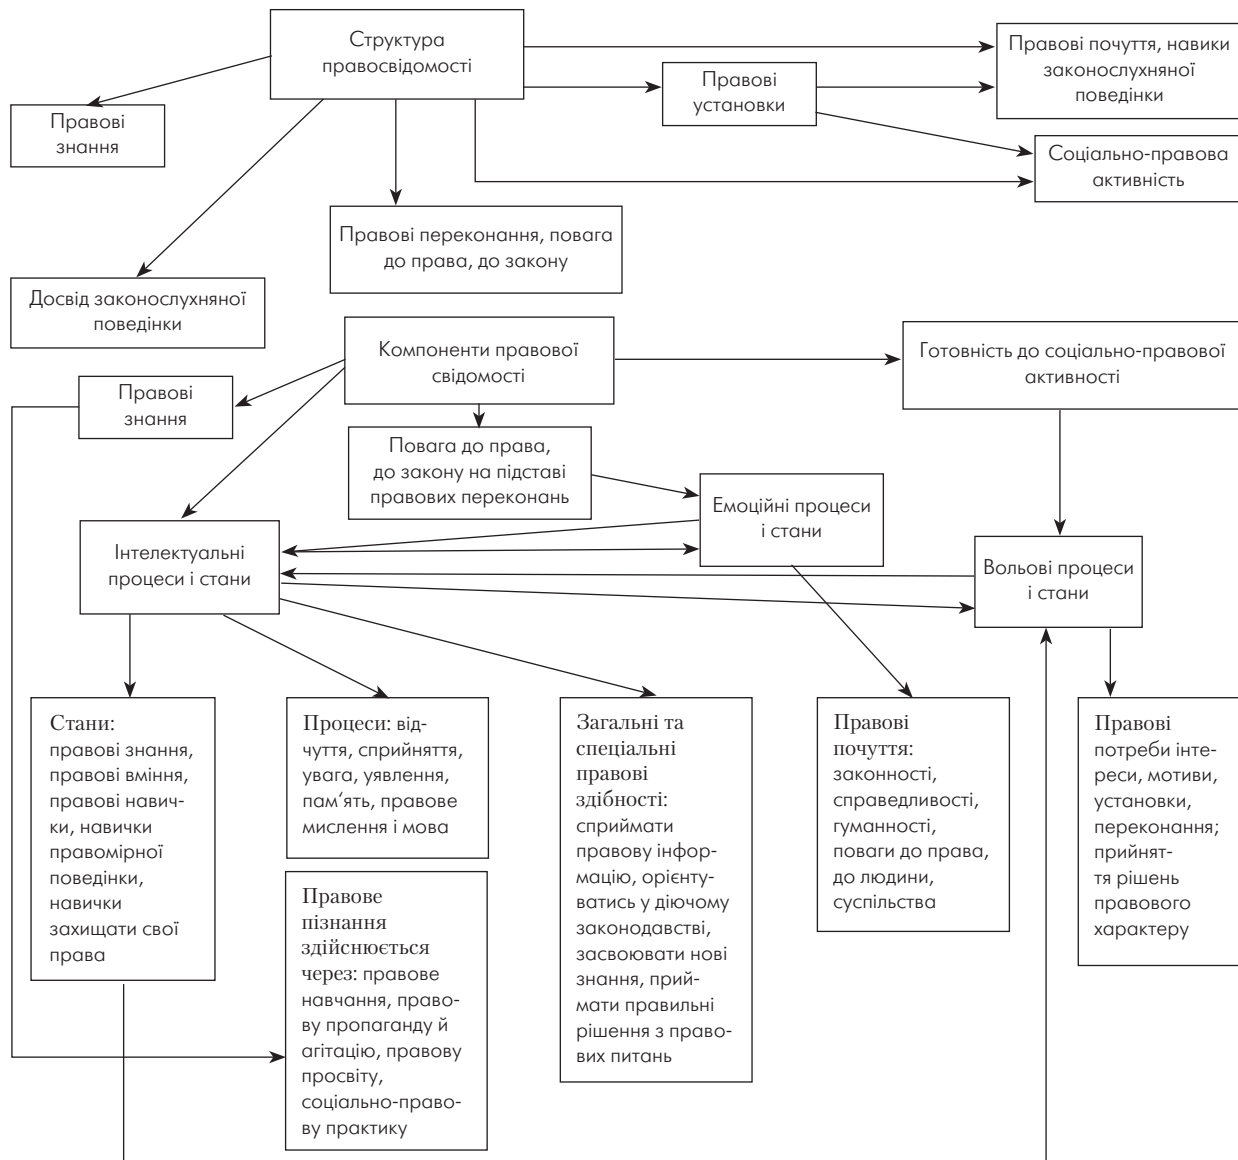 Структура
правосвідомості
Правові почуття, навики
законослухняної
поведінки
Правові
установки
Правові
знання
Соціально-правова
активність
Правові переконання, повага
до права, до закону
Досвід законослухняної
поведінки
Компоненти правової
свідомості
Готовність до соціально-правової
активності
Правові
знання
Повага до права,
до закону на підставі
правових переконань
Емоційні процеси
і стани
Інтелектуальні
процеси і стани
Вольові процеси
і стани
Стани:
правові знання,
правові вміння,
правові навич-
ки, навички
правомірної
поведінки,
навички
захищати свої
права
Процеси: від-
чуття, сприйняття,
увага, уявлення,
пам’ять, правове
мислення і мова
Правове
пізнання
здійснюється
через: правове
навчання, право-
ву пропаганду й
агітацію, правову
просвіту,
соціально-право-
ву практику
Загальні та
спеціальні
правові
здібності:
сприймати
правову інфор-
мацію, орієнту-
ватись у діючому
законодавстві,
засвоювати нові
знання, прий-
мати правильні
рішення з право-
вих питань
Правові
почуття:
законності,
справедливості,
гуманності,
поваги до права,
до людини,
суспільства
Правові
потреби інте-
реси, мотиви,
установки,
переконання;
прийнят-
тя рішень
правового
характеру